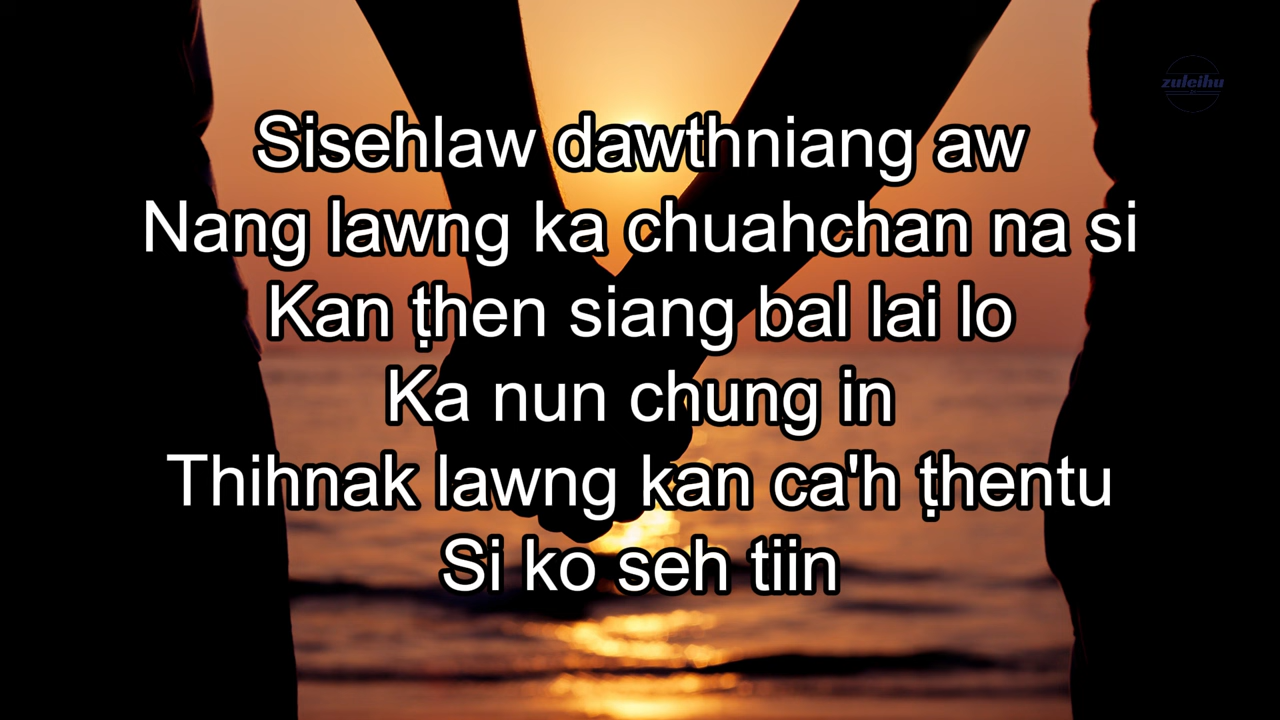 zuleihu
Sisehlaw dawthniang aw
Nang lawng ka chuahchan na si
Kan ṭhen siang bal lai lo
Ka nun chung in
Thihnak lawng kan ca'h ṭhentu
Si ko seh tiin